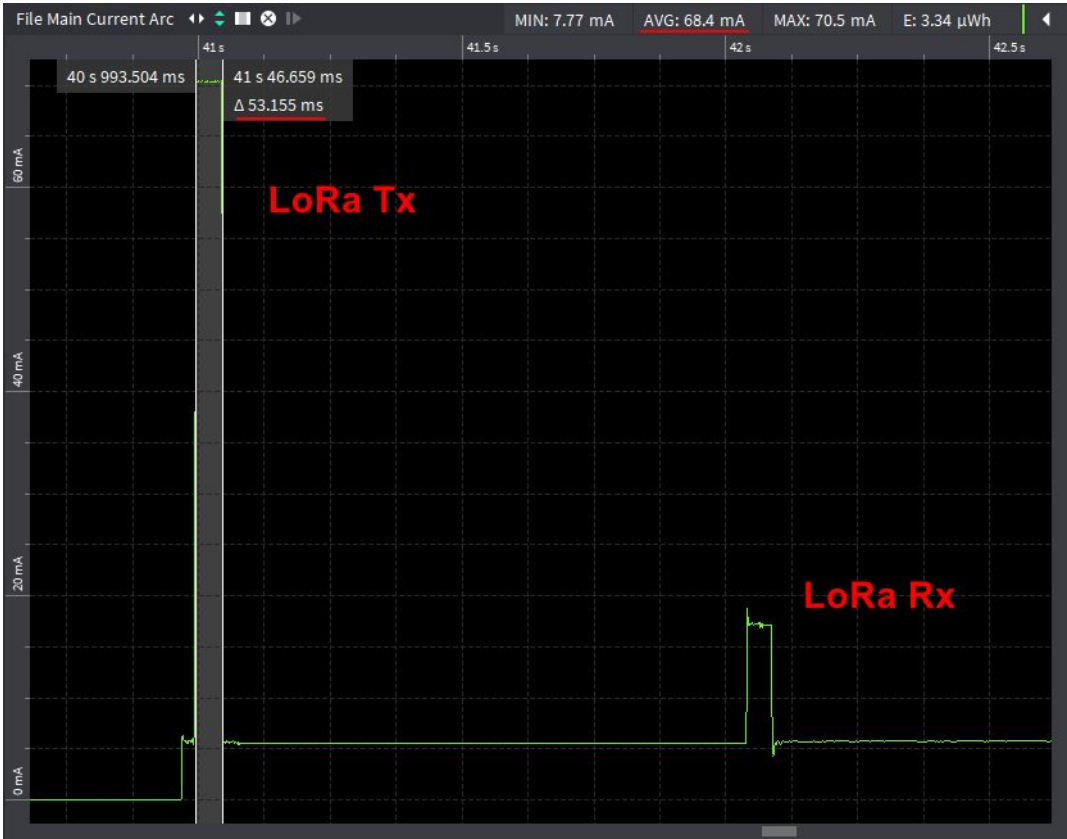 File Main Current Arc MIN: 7.77 mA AVG: 68.4 mA MAX: 70.5 mA E: 3.34 µWh
41 s 41.5 s 42 s 42.5 s
40 s 993.504 ms 41 s 46.659 ms
Δ 53.155 ms
60 mA
LoRa Tx
40 mA
20 mA
LoRa Rx
0 mA